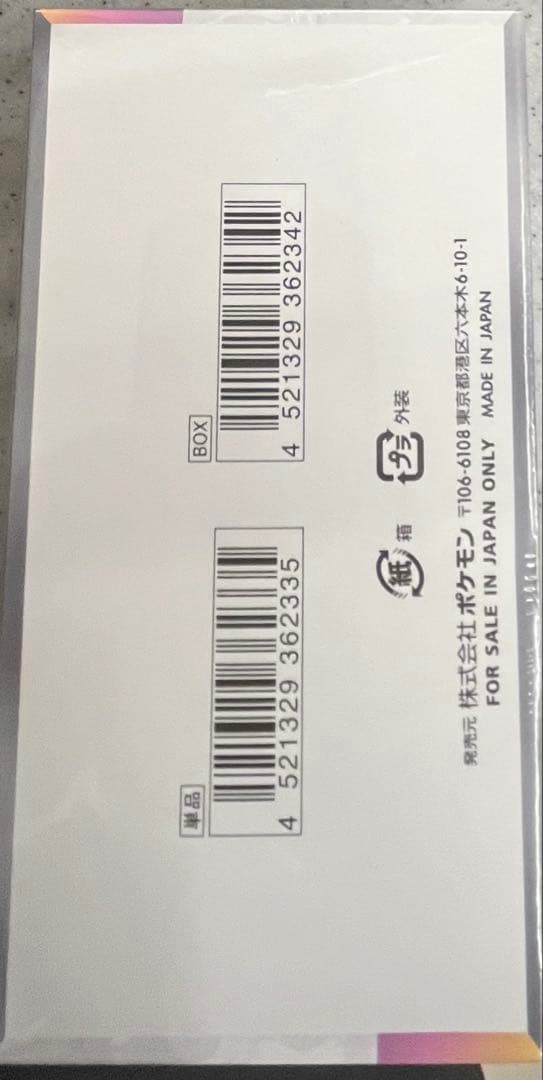 単品
4 521329 362335
BOX
4 521329 362342
紙 箱
プラ 外装
発売元 株式会社 ポケモン 〒106-6108 東京都港区六本木6-10-1
FOR SALE IN JAPAN ONLY MADE IN JAPAN